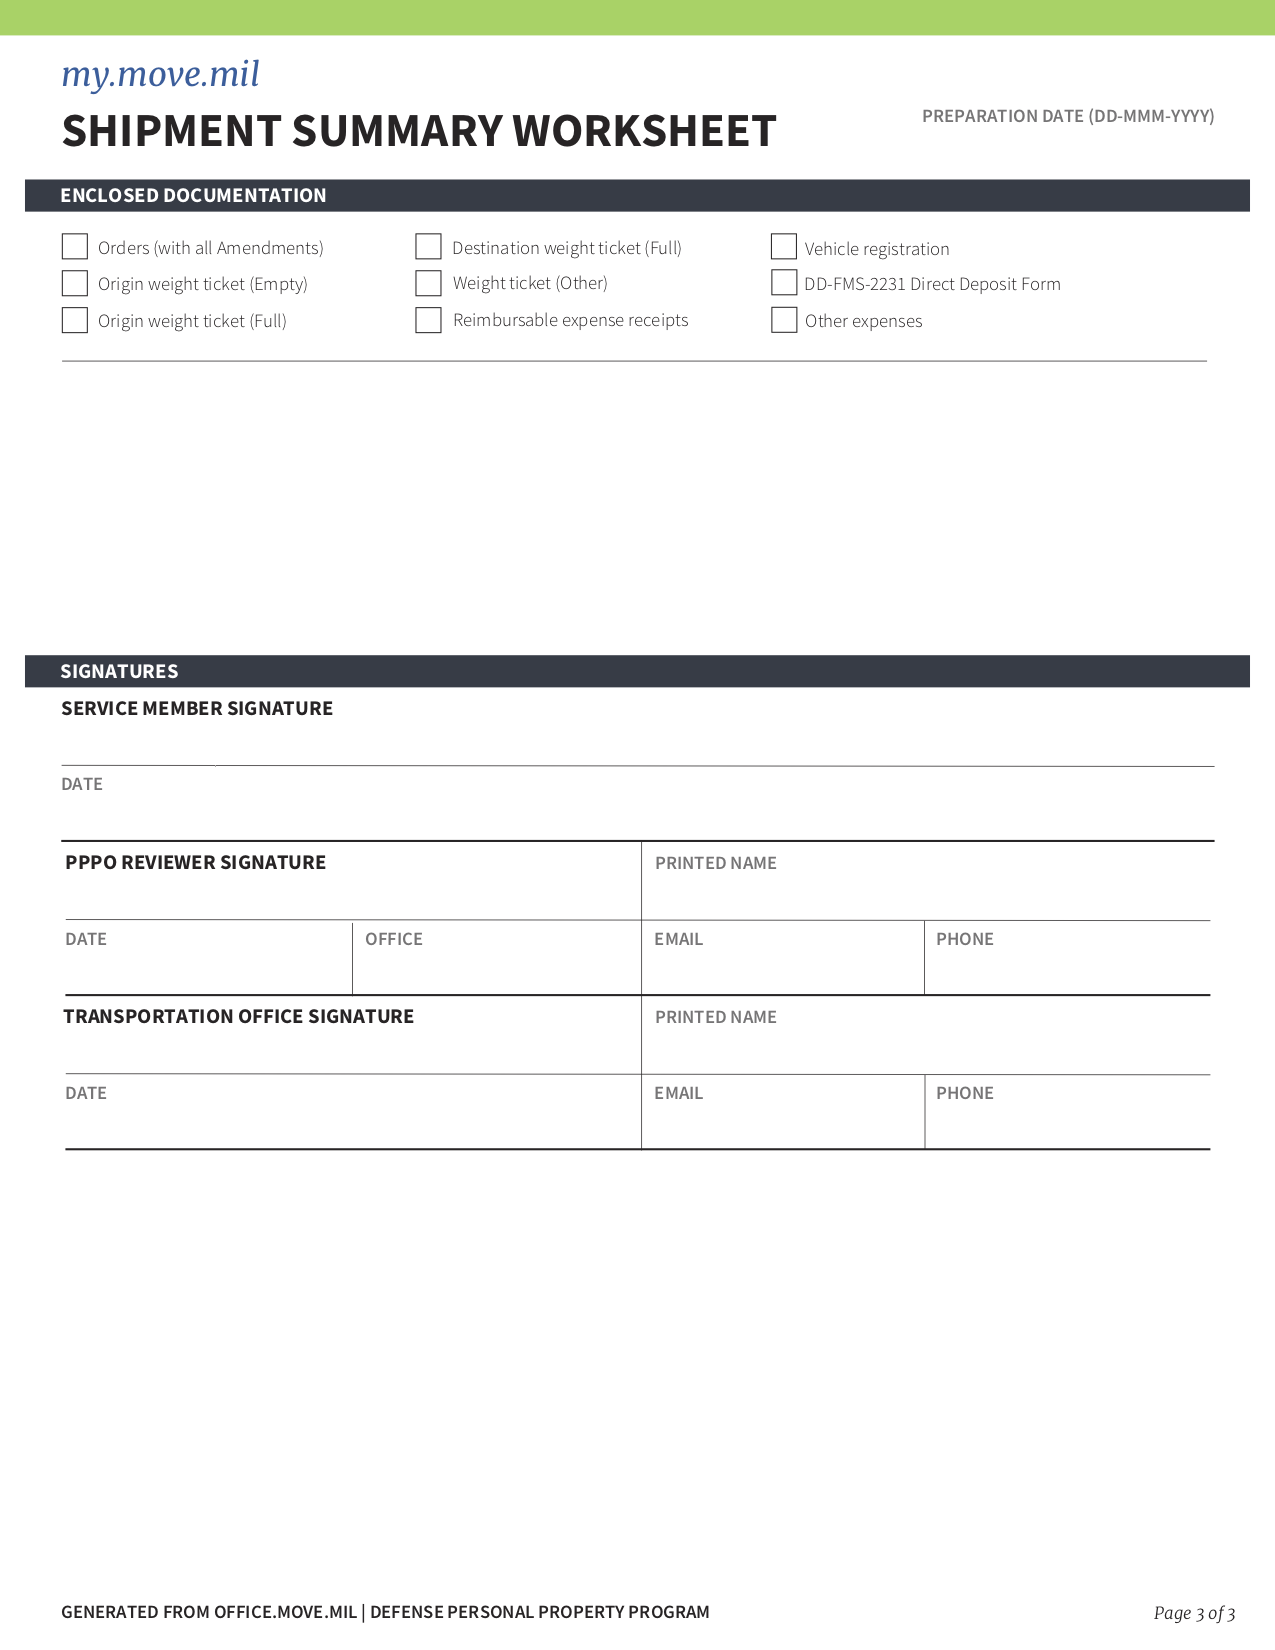 my.move.mil
SHIPMENT SUMMARY WORKSHEET
PREPARATION DATE (DD-MMM-YYYY)
ENCLOSED DOCUMENTATION
Orders (with all Amendments) Destination weight ticket (Full) Vehicle registration
Origin weight ticket (Empty) Weight ticket (Other) DD-FMS-2231 Direct Deposit Form
Origin weight ticket (Full) Reimbursable expense receipts Other expenses
SIGNATURES
SERVICE MEMBER SIGNATURE
DATE
PPPO REVIEWER SIGNATURE PRINTED NAME
DATE OFFICE EMAIL PHONE
TRANSPORTATION OFFICE SIGNATURE PRINTED NAME
DATE EMAIL PHONE
GENERATED FROM OFFICE.MOVE.MIL | DEFENSE PERSONAL PROPERTY PROGRAM Page 3 of 3